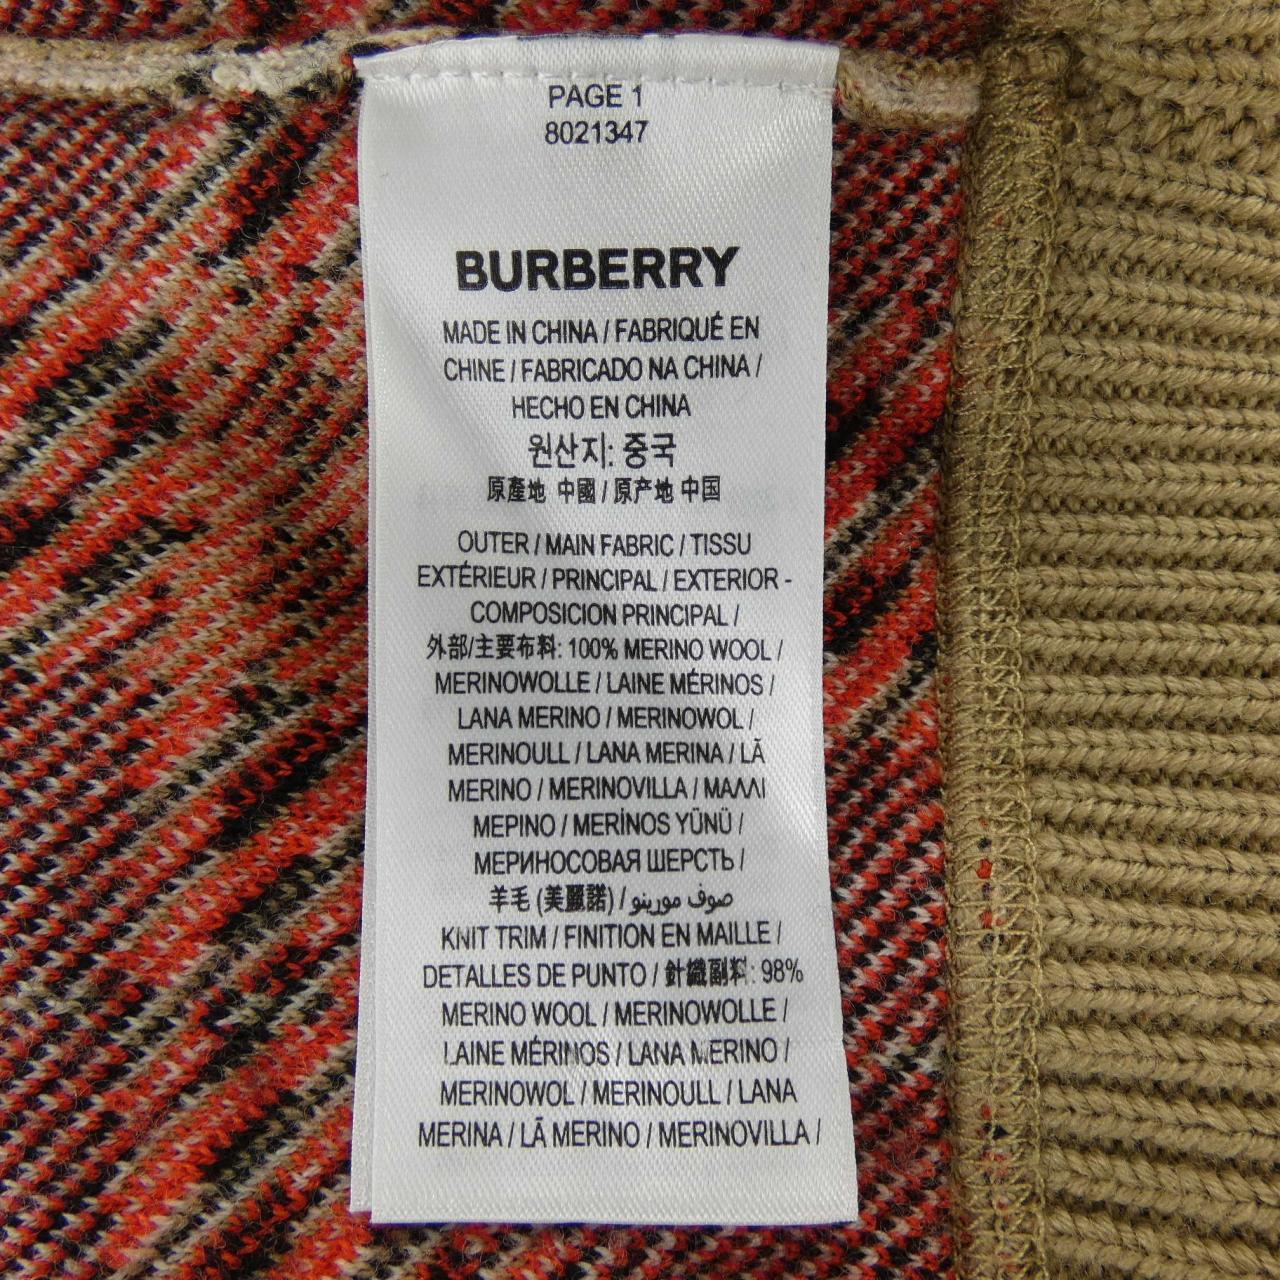 PAGE 1
8021347
BURBERRY
MADE IN CHINA / FABRIQUÉ EN
CHINE / FABRICADO NA CHINA /
HECHO EN CHINA
원산지: 중국
原產地 中國 / 原产地 中国
OUTER / MAIN FABRIC / TISSU
EXTÉRIEUR / PRINCIPAL / EXTERIOR -
COMPOSICION PRINCIPAL /
外部/主要布料: 100% MERINO WOOL /
MERINOWOLLE / LAINE MÉRINOS /
LANA MERINO / MERINOWOL /
MERINOULL / LANA MERINA / LÃ
MERINO / MERINOVILLA / ΜΑΛΛΙ
ΜΕΡΙΝΟ / MERİNOS YÜNÜ /
МЕРИНОСОВАЯ ШЕРСТЬ /
羊毛 (美麗諾) / صوف مورينو
KNIT TRIM / FINITION EN MAILLE /
DETALLES DE PUNTO / 針織副料: 98%
MERINO WOOL / MERINOWOLLE /
LAINE MÉRINOS / LANA MERINO /
MERINOWOL / MERINOULL / LANA
MERINA / LÃ MERINO / MERINOVILLA /